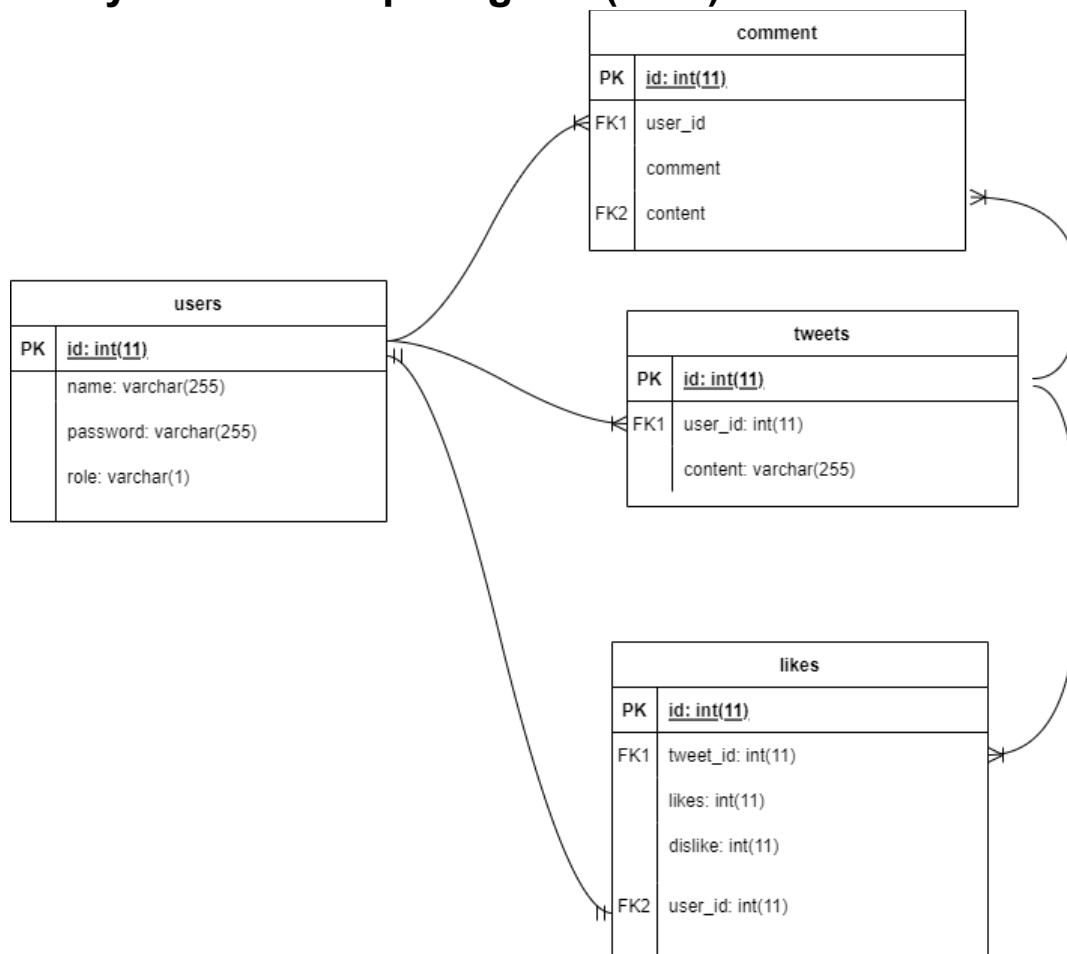 comment
PK id: int(11)
FK1 user_id
comment
FK2 content
users
PK id: int(11)
name: varchar(255)
password: varchar(255)
role: varchar(1)
tweets
PK id: int(11)
FK1 user_id: int(11)
content: varchar(255)
likes
PK id: int(11)
FK1 tweet_id: int(11)
likes: int(11)
dislike: int(11)
FK2 user_id: int(11)